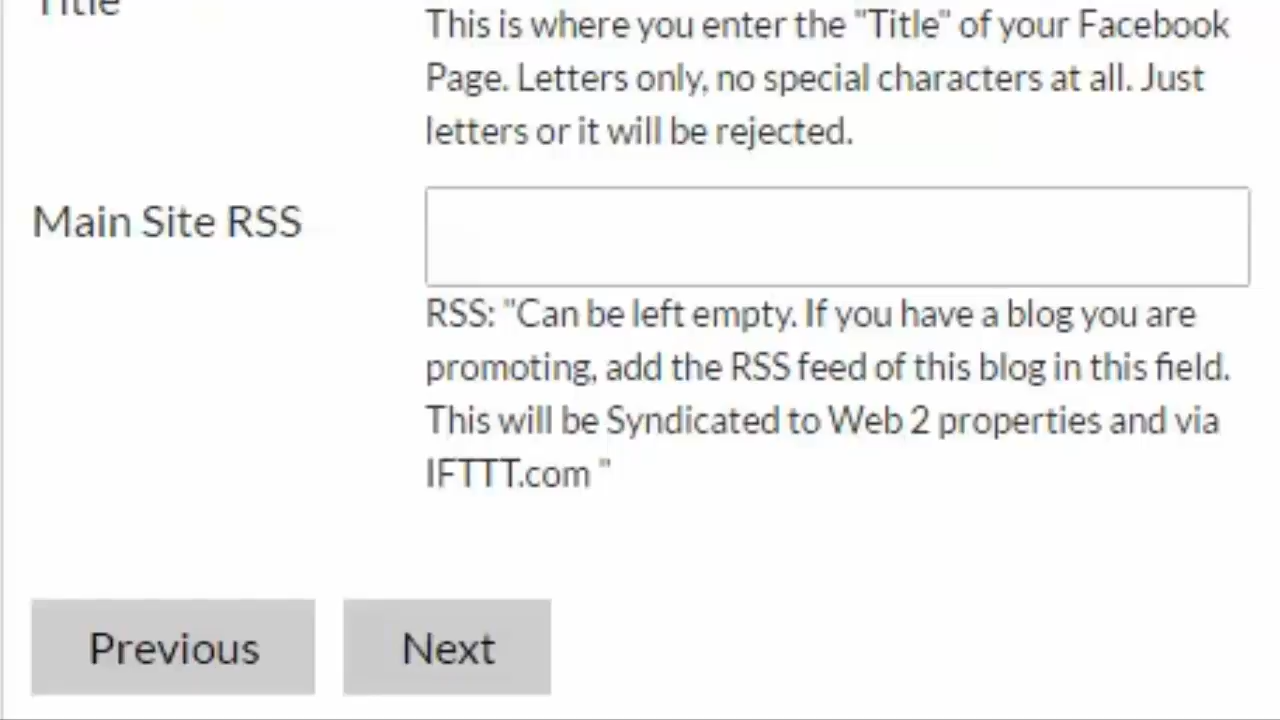 Title
This is where you enter the "Title" of your Facebook
Page. Letters only, no special characters at all. Just
letters or it will be rejected.
Main Site RSS
RSS: "Can be left empty. If you have a blog you are
promoting, add the RSS feed of this blog in this field.
This will be Syndicated to Web 2 properties and via
IFTTT.com "
Previous
Next